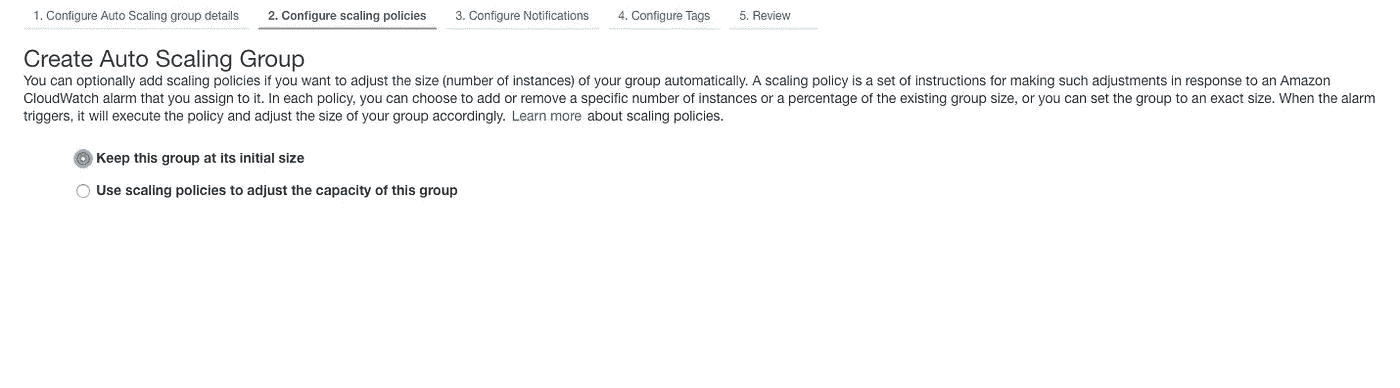 1. Configure Auto Scaling group details 2. Configure scaling policies 3. Configure Notifications 4. Configure Tags 5. Review
Create Auto Scaling Group
You can optionally add scaling policies if you want to adjust the size (number of instances) of your group automatically. A scaling policy is a set of instructions for making such adjustments in response to an Amazon
CloudWatch alarm that you assign to it. In each policy, you can choose to add or remove a specific number of instances or a percentage of the existing group size, or you can set the group to an exact size. When the alarm
triggers, it will execute the policy and adjust the size of your group accordingly. Learn more about scaling policies.
Keep this group at its initial size
Use scaling policies to adjust the capacity of this group